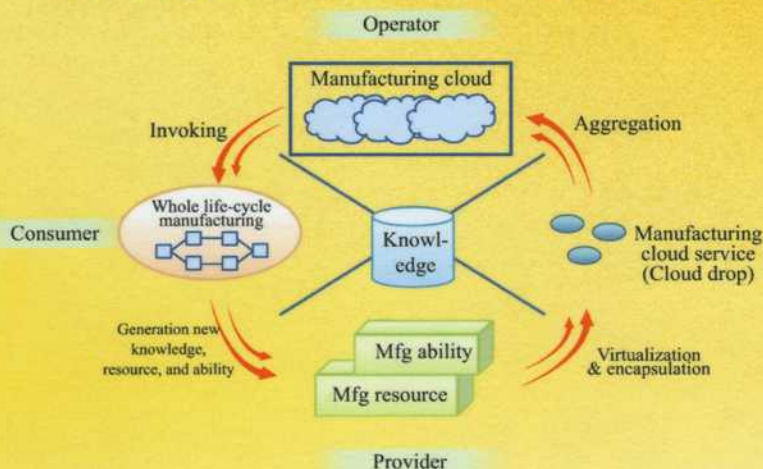 Operator
Manufacturing cloud
Invoking
Aggregation
Whole life-cycle
manufacturing
Consumer
Knowl-
edge
Manufacturing
cloud service
(Cloud drop)
Generation new
knowledge,
resource, and ability
Mfg ability
Mfg resource
Virtualization
& encapsulation
Provider